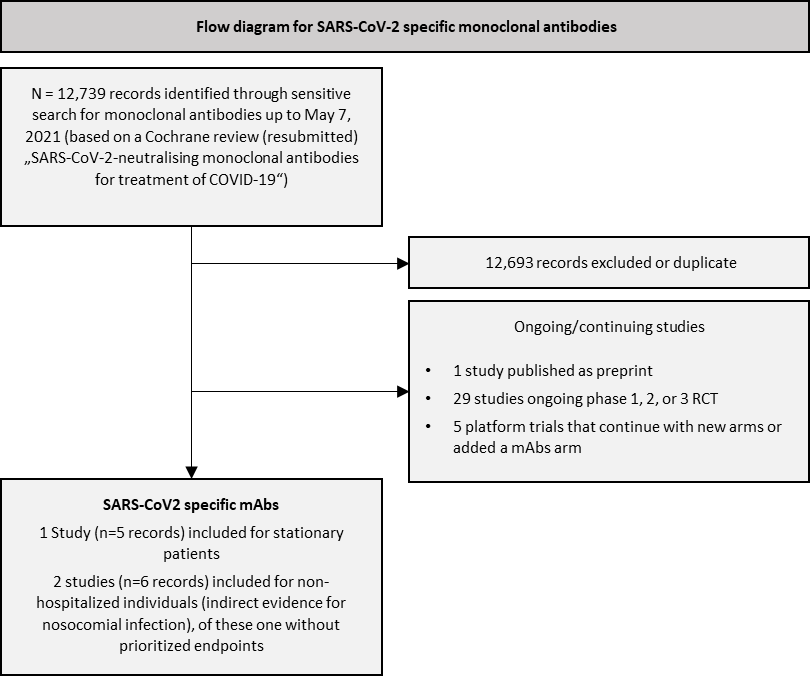 Flow diagram for SARS-CoV-2 specific monoclonal antibodies
N = 12,739 records identified through sensitive
search for monoclonal antibodies up to May 7,
2021 (based on a Cochrane review (resubmitted)
„SARS-CoV-2-neutralising monoclonal antibodies
for treatment of COVID-19“)
12,693 records excluded or duplicate
Ongoing/continuing studies
• 1 study published as preprint
• 29 studies ongoing phase 1, 2, or 3 RCT
• 5 platform trials that continue with new arms or
added a mAbs arm
SARS-CoV2 specific mAbs
1 Study (n=5 records) included for stationary
patients
2 studies (n=6 records) included for non-
hospitalized individuals (indirect evidence for
nosocomial infection), of these one without
prioritized endpoints